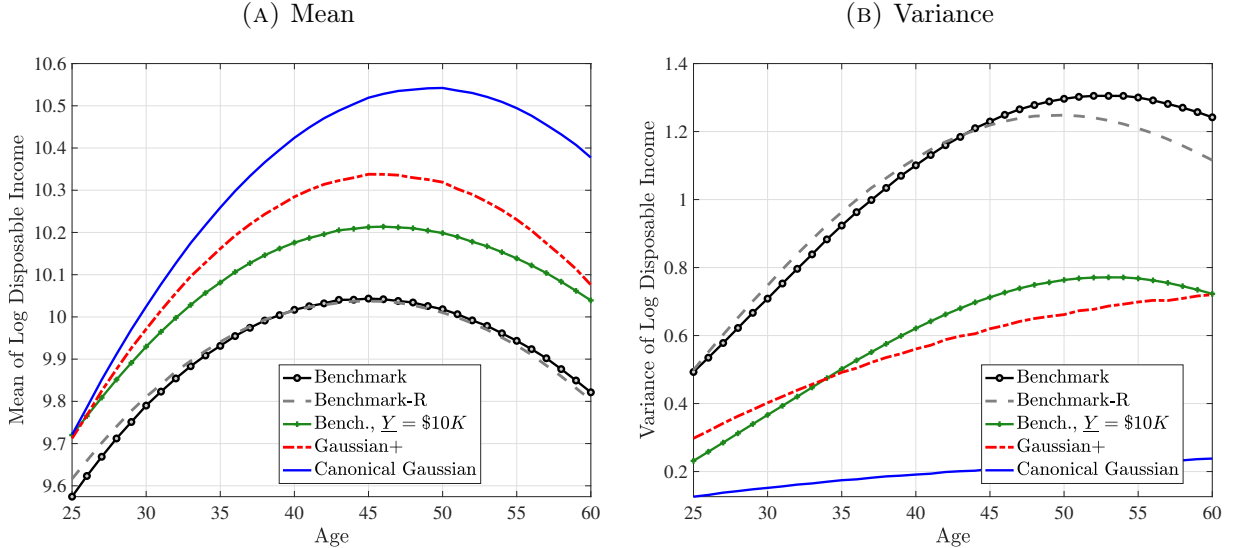 (A) Mean
Mean of Log Disposable Income
10.6
10.5
10.4
10.3
10.2
10.1
10
9.9
9.8
9.7
9.6
Benchmark
Benchmark-R
Bench., Y = $10K
Gaussian+
Canonical Gaussian
25 30 35 40 45 50 55 60
Age
(B) Variance
Variance of Log Disposable Income
1.4
1.2
1
0.8
0.6
0.4
0.2
Benchmark
Benchmark-R
Bench., Y = $10K
Gaussian+
Canonical Gaussian
25 30 35 40 45 50 55 60
Age